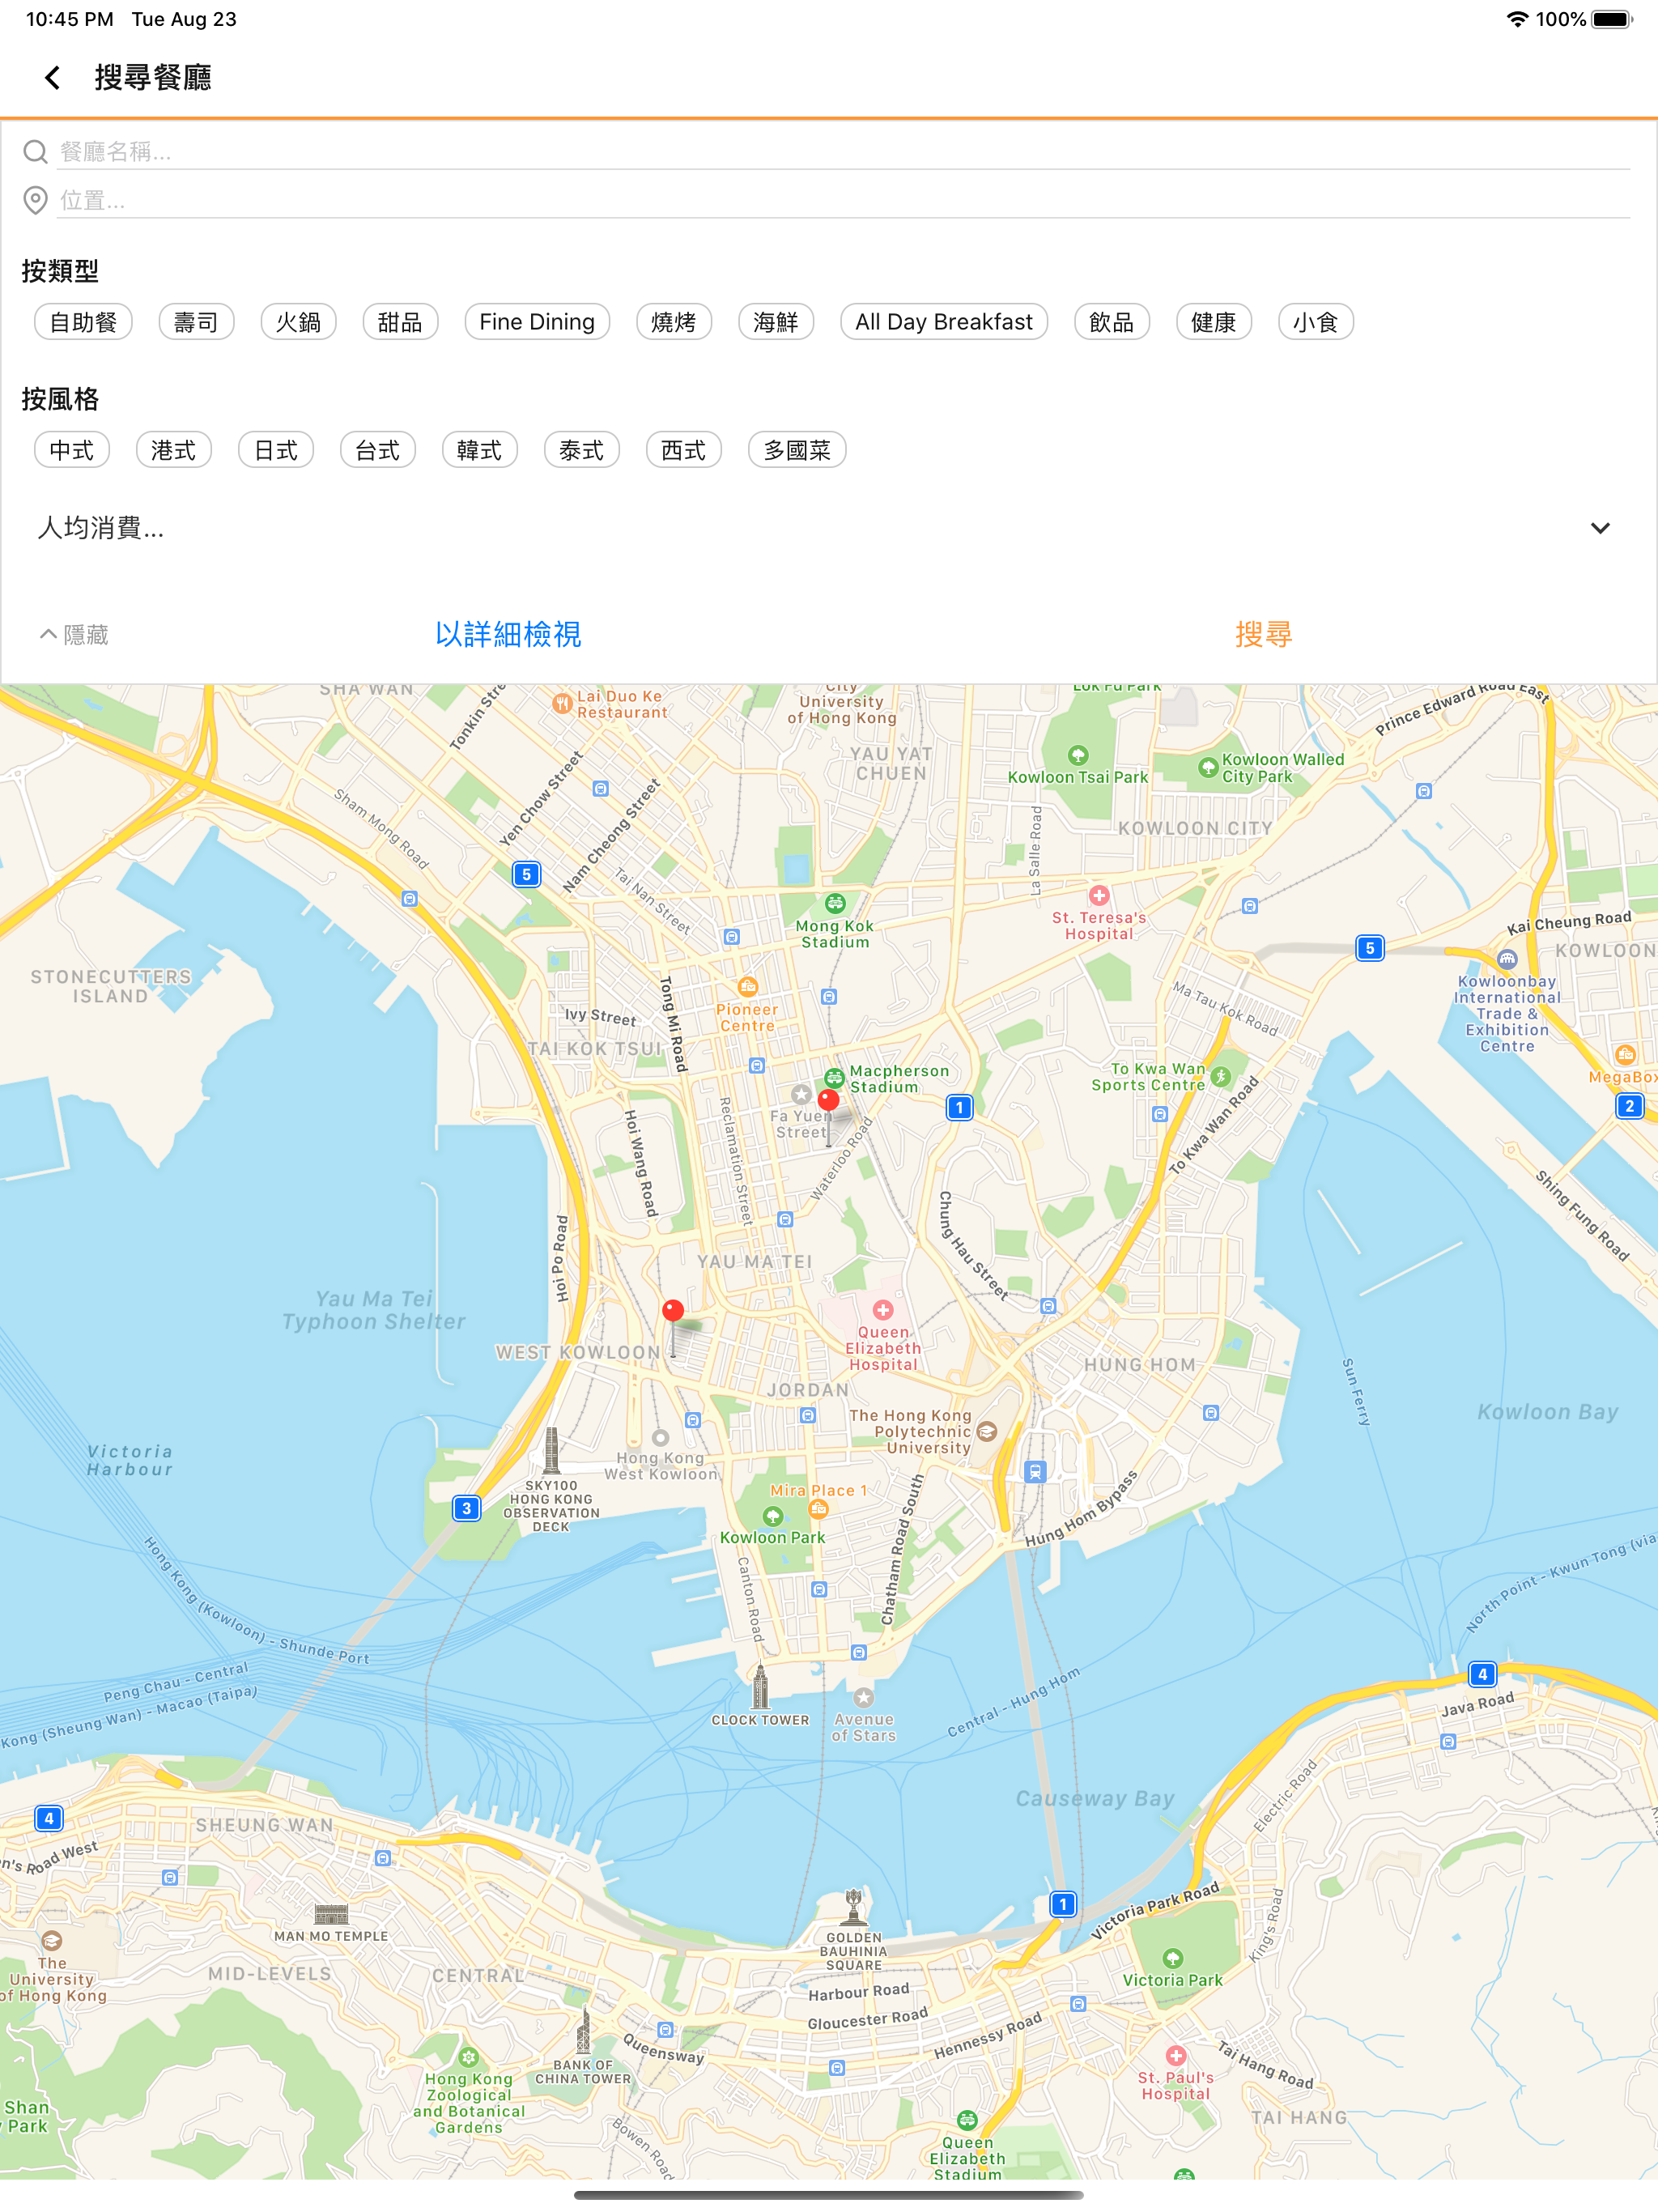 10:45 PM Tue Aug 23
100%
搜尋餐廳
餐廳名稱...
位置...
按類型
自助餐 壽司 火鍋 甜品 Fine Dining 燒烤 海鮮 All Day Breakfast 飲品 健康 小食
按風格
中式 港式 日式 台式 韓式 泰式 西式 多國菜
人均消費...
隱藏 以詳細檢視 搜尋
SHA WAN
Tonkin Stre
Lai Duo Ke
Restaurant
City
University
of Hong Kong
Lok Fu Park
Prince Edward Road East
YAU YAT
CHUEN
Kowloon Tsai Park
Kowloon Walled
City Park
Sham Mong Road
Yen Chow Street
Nam Cheong Street
KOWLOON CITY
La Salle Road
5
Tai Nan Street
Mong Kok
Stadium
St. Teresa's
Hospital
Kai Cheung Road
5
KOWLOON
STONECUTTERS
ISLAND
Tong Mi Road
Pioneer
Centre
Ma Tau Kok Road
Kowloonbay
International
Trade &
Exhibition
Centre
Ivy Street
TAI KOK TSUI
MegaBox
2
Macpherson
Stadium
To Kwa Wan
Sports Centre
1
Fa Yuen
Street
Hoi Wang Road
Reclamation Street
Waterloo Road
To Kwa Wan Road
Shing Fung Road
Chung Hau Street
Hoi Po Road
YAU MA TEI
Yau Ma Tei
Typhoon Shelter
WEST KOWLOON
Queen
Elizabeth
Hospital
JORDAN
HUNG HOM
Sun Ferry
Kowloon Bay
The Hong Kong
Polytechnic
University
Victoria
Harbour
Hong Kong
West Kowloon
SKY100
HONG KONG
OBSERVATION
DECK
3
Mira Place 1
Kowloon Park
Chatham Road South
Hung Hom Bypass
Canton Road
Hong Kong (Kowloon) - Shunde Port
North Point - Kwun Tong (via
Peng Chau - Central
Kong (Sheung Wan) - Macao (Taipa)
CLOCK TOWER
Avenue
of Stars
Central - Hung Hom
4
Java Road
Causeway Bay
Electric Road
4
SHEUNG WAN
n's Road West
1
Victoria Park Road
King's Road
MAN MO TEMPLE
GOLDEN
BAUHINIA
SQUARE
The
University
of Hong Kong
MID-LEVELS
CENTRAL
Victoria Park
Harbour Road
Gloucester Road
Hennessy Road
Queensway
BANK OF
CHINA TOWER
Tai Hang Road
St. Paul's
Hospital
Hong Kong
Zoological
and Botanical
Gardens
Shan
Park
Bowen Road
TAI HANG
Queen
Elizabeth
Stadium